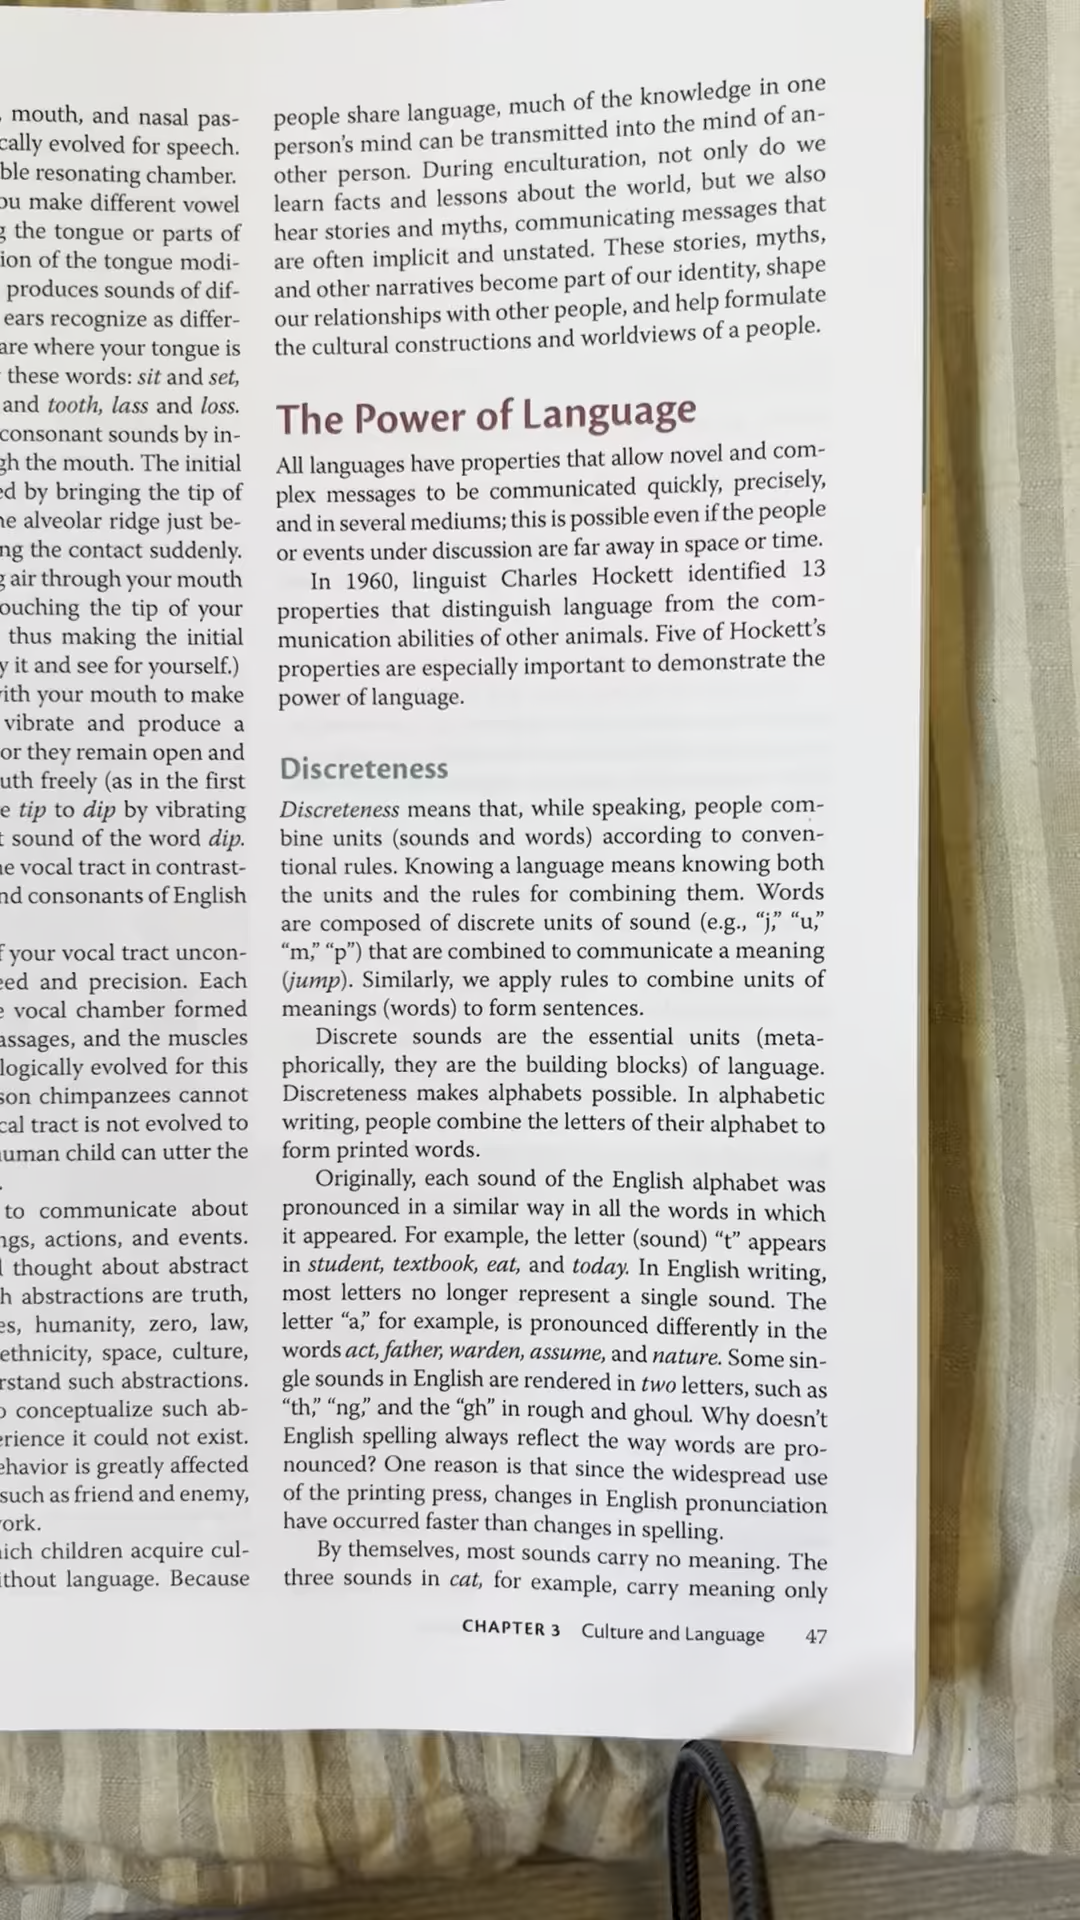 , mouth, and nasal pas-
cally evolved for speech.
ble resonating chamber.
ou make different vowel
g the tongue or parts of
ion of the tongue modi-
produces sounds of dif-
ears recognize as differ-
are where your tongue is
these words: sit and set,
and tooth, lass and loss.
consonant sounds by in-
gh the mouth. The initial
ed by bringing the tip of
he alveolar ridge just be-
ng the contact suddenly.
g air through your mouth
ouching the tip of your
thus making the initial
y it and see for yourself.)
with your mouth to make
vibrate and produce a
or they remain open and
uth freely (as in the first
e tip to dip by vibrating
t sound of the word dip.
he vocal tract in contrast-
nd consonants of English
f your vocal tract uncon-
eed and precision. Each
e vocal chamber formed
assages, and the muscles
logically evolved for this
son chimpanzees cannot
cal tract is not evolved to
uman child can utter the
.
to communicate about
ngs, actions, and events.
l thought about abstract
h abstractions are truth,
es, humanity, zero, law,
ethnicity, space, culture,
rstand such abstractions.
o conceptualize such ab-
erience it could not exist.
ehavior is greatly affected
such as friend and enemy,
ork.
ich children acquire cul-
ithout language. Because
people share language, much of the knowledge in one
person's mind can be transmitted into the mind of an-
other person. During enculturation, not only do we
learn facts and lessons about the world, but we also
hear stories and myths, communicating messages that
are often implicit and unstated. These stories, myths,
and other narratives become part of our identity, shape
our relationships with other people, and help formulate
the cultural constructions and worldviews of a people.
The Power of Language
All languages have properties that allow novel and com-
plex messages to be communicated quickly, precisely,
and in several mediums; this is possible even if the people
or events under discussion are far away in space or time.
In 1960, linguist Charles Hockett identified 13
properties that distinguish language from the com-
munication abilities of other animals. Five of Hockett's
properties are especially important to demonstrate the
power of language.
Discreteness
Discreteness means that, while speaking, people com-
bine units (sounds and words) according to conven-
tional rules. Knowing a language means knowing both
the units and the rules for combining them. Words
are composed of discrete units of sound (e.g., “j,” “u,”
“m,” “p”) that are combined to communicate a meaning
(jump). Similarly, we apply rules to combine units of
meanings (words) to form sentences.
Discrete sounds are the essential units (meta-
phorically, they are the building blocks) of language.
Discreteness makes alphabets possible. In alphabetic
writing, people combine the letters of their alphabet to
form printed words.
Originally, each sound of the English alphabet was
pronounced in a similar way in all the words in which
it appeared. For example, the letter (sound) “t” appears
in student, textbook, eat, and today. In English writing,
most letters no longer represent a single sound. The
letter “a,” for example, is pronounced differently in the
words act, father, warden, assume, and nature. Some sin-
gle sounds in English are rendered in two letters, such as
“th,” “ng,” and the “gh” in rough and ghoul. Why doesn't
English spelling always reflect the way words are pro-
nounced? One reason is that since the widespread use
of the printing press, changes in English pronunciation
have occurred faster than changes in spelling.
By themselves, most sounds carry no meaning. The
three sounds in cat, for example, carry meaning only
CHAPTER 3 Culture and Language 47